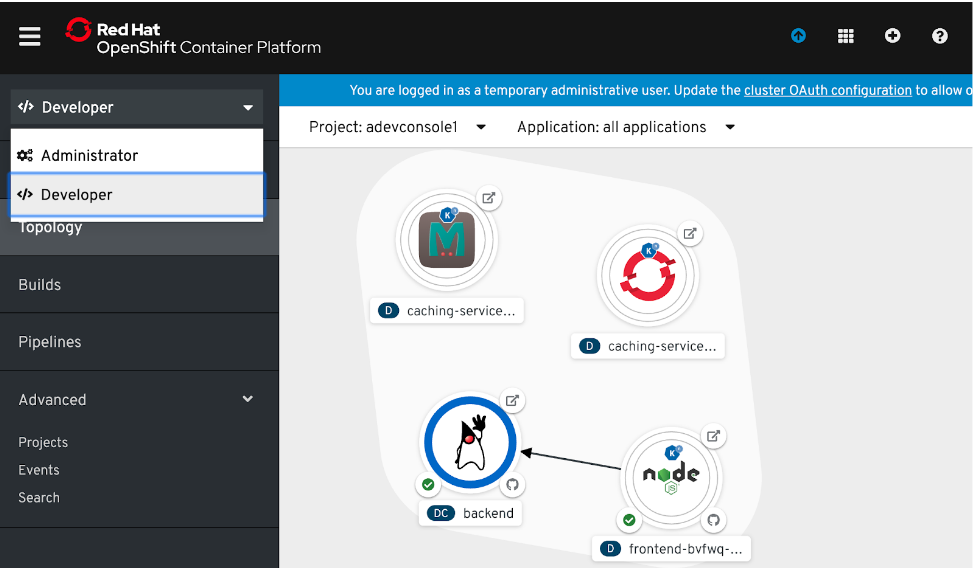 Red Hat
OpenShift Container Platform
Developer
Administrator
Developer
Topology
Builds
Pipelines
Advanced
Projects
Events
Search
You are logged in as a temporary administrative user. Update the cluster OAuth configuration to allow o
Project: adevconsole1
Application: all applications
K
M
D caching-service...
K
D caching-service...
DC backend
K
node
JS
D frontend-bvfwq-...